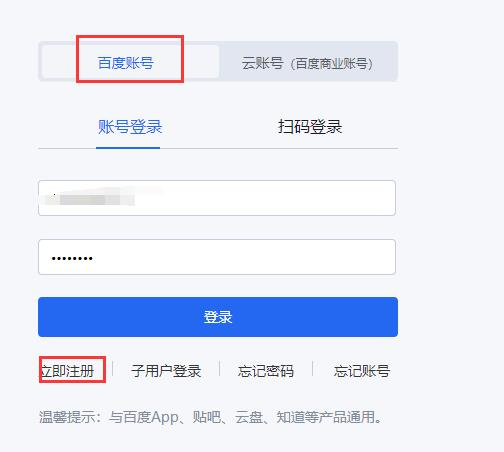 百度账号 云账号（百度商业账号）
账号登录 扫码登录
登录
立即注册 子用户登录 忘记密码 忘记账号
温馨提示：与百度App、贴吧、云盘、知道等产品通用。